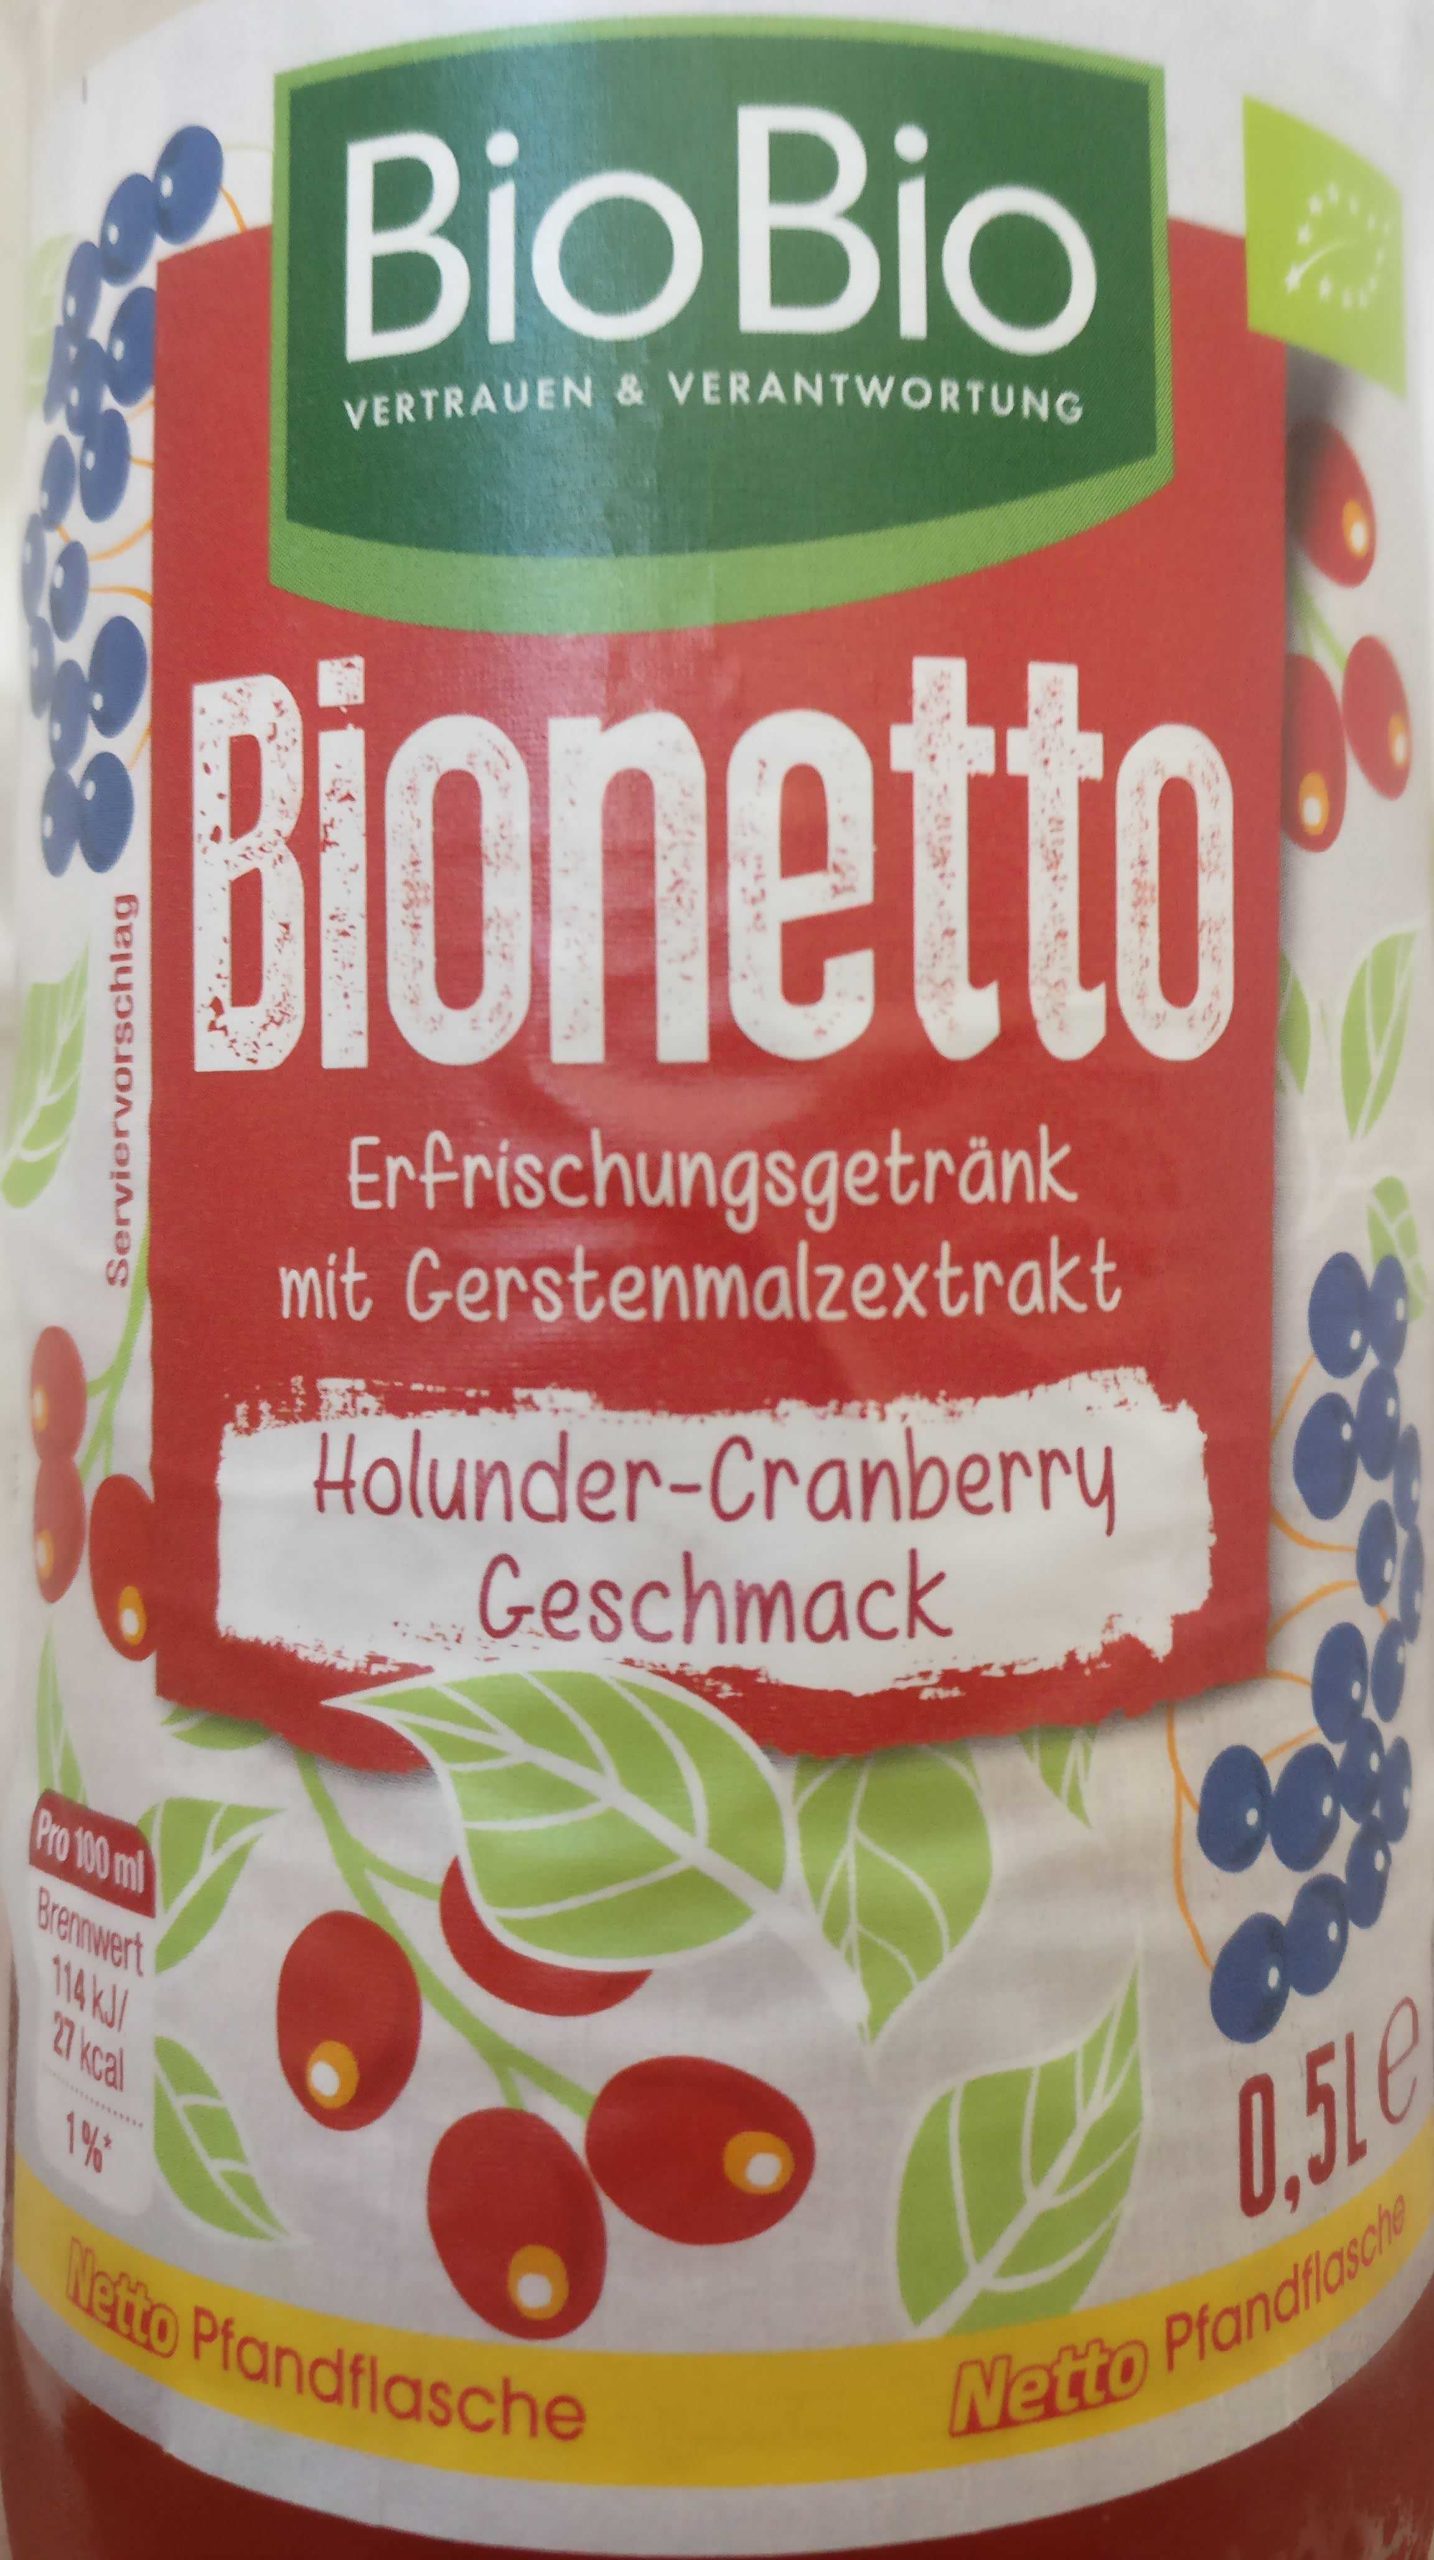 BioBio
VERTRAUEN & VERANTWORTUNG
Bionetto
Erfrischungsgetränk
mit Gerstenmalzextrakt
Holunder-Cranberry
Geschmack
Serviervorschlag
Pro 100 ml
Brennwert
114 kJ/
27 kcal
1%*
0,5L e
Netto Pfandflasche
Netto Pfandflasche